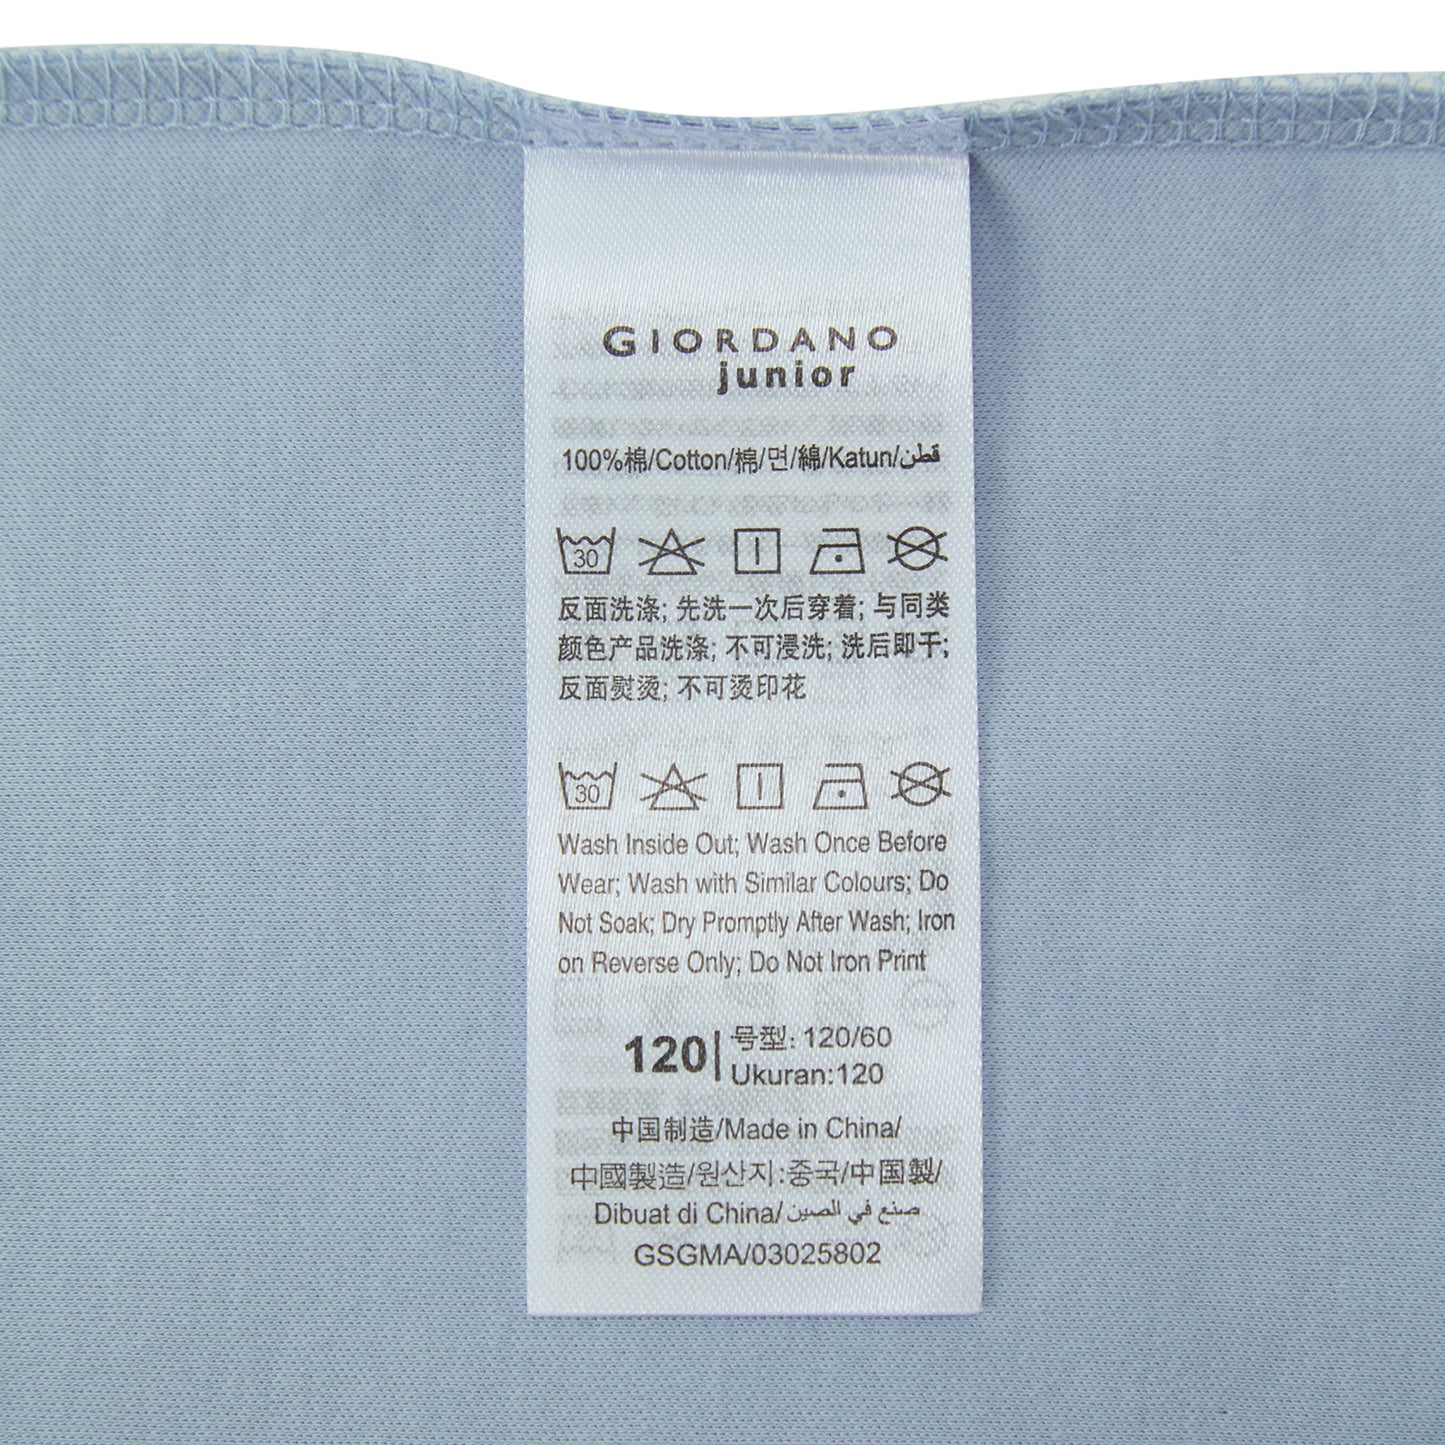 GIORDANO
junior
100%棉/Cotton/棉/면/綿/Katun/قطن
30
反面洗涤; 先洗一次后穿着; 与同类
颜色产品洗涤; 不可浸洗; 洗后即干;
反面熨烫; 不可烫印花
30
Wash Inside Out; Wash Once Before
Wear; Wash with Similar Colours; Do
Not Soak; Dry Promptly After Wash; Iron
on Reverse Only; Do Not Iron Print
120| 号型: 120/60
Ukuran:120
中国制造/Made in China/
中國製造/원산지:중국/中国製/
Dibuat di China/صنع في الصين
GSGMA/03025802